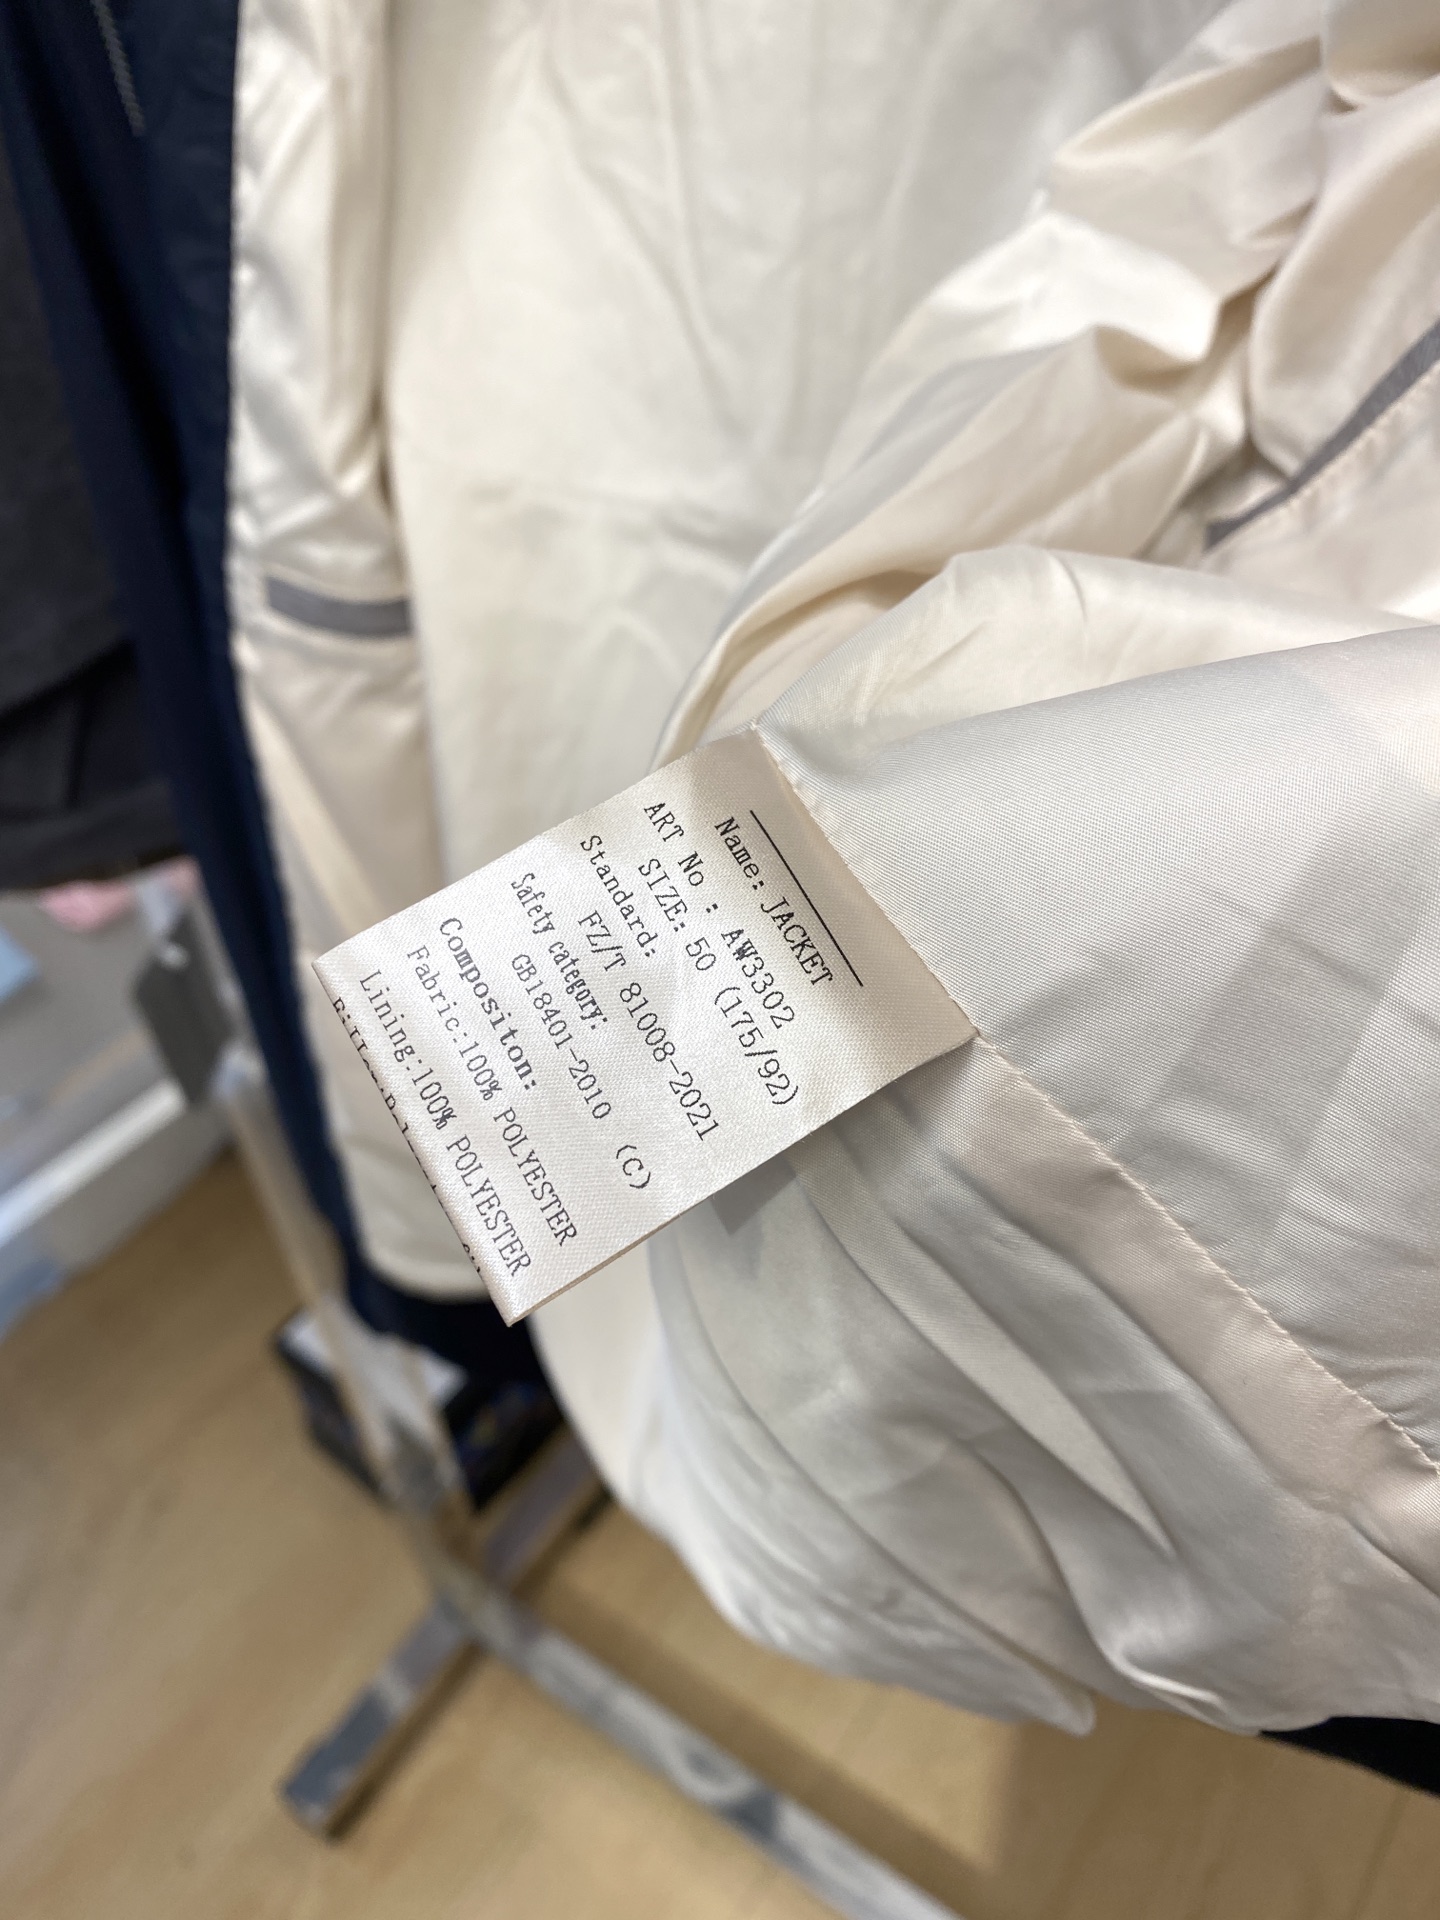 Name: JACKET
ART No : AW3302
SIZE: 50 (175/92)
Standard:
FZ/T 81008-2021
Safety category:
GB18401-2010 (C)
Compositon:
Fabric:100% POLYESTER
Lining:100% POLYESTER